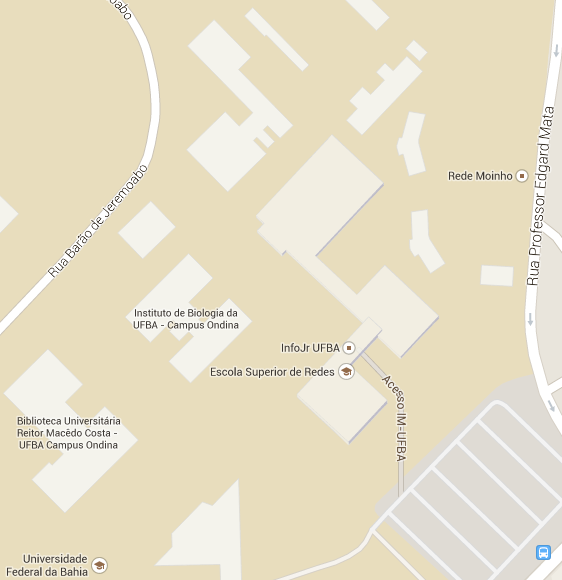 oabo
Rua Barão de Jeremoabo
Rede Moinho
Rua Professor Edgard Mata
Instituto de Biologia da
UFBA - Campus Ondina
InfoJr UFBA
Escola Superior de Redes
Acesso IM-UFBA
Biblioteca Universitária
Reitor Macêdo Costa -
UFBA Campus Ondina
Universidade
Federal da Bahia